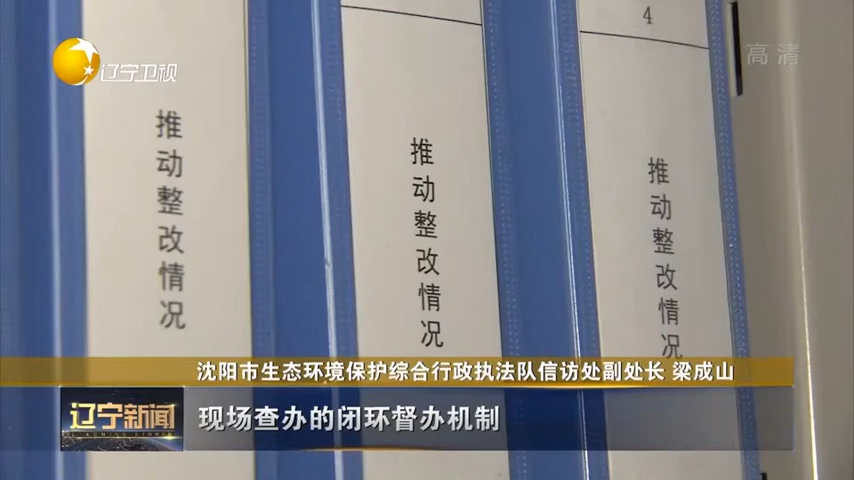 辽宁卫视
高清
4
推动整改情况
推动整改情况
推动整改情况
沈阳市生态环境保护综合行政执法队信访处副处长 梁成山
辽宁新闻
现场查办的闭环督办机制